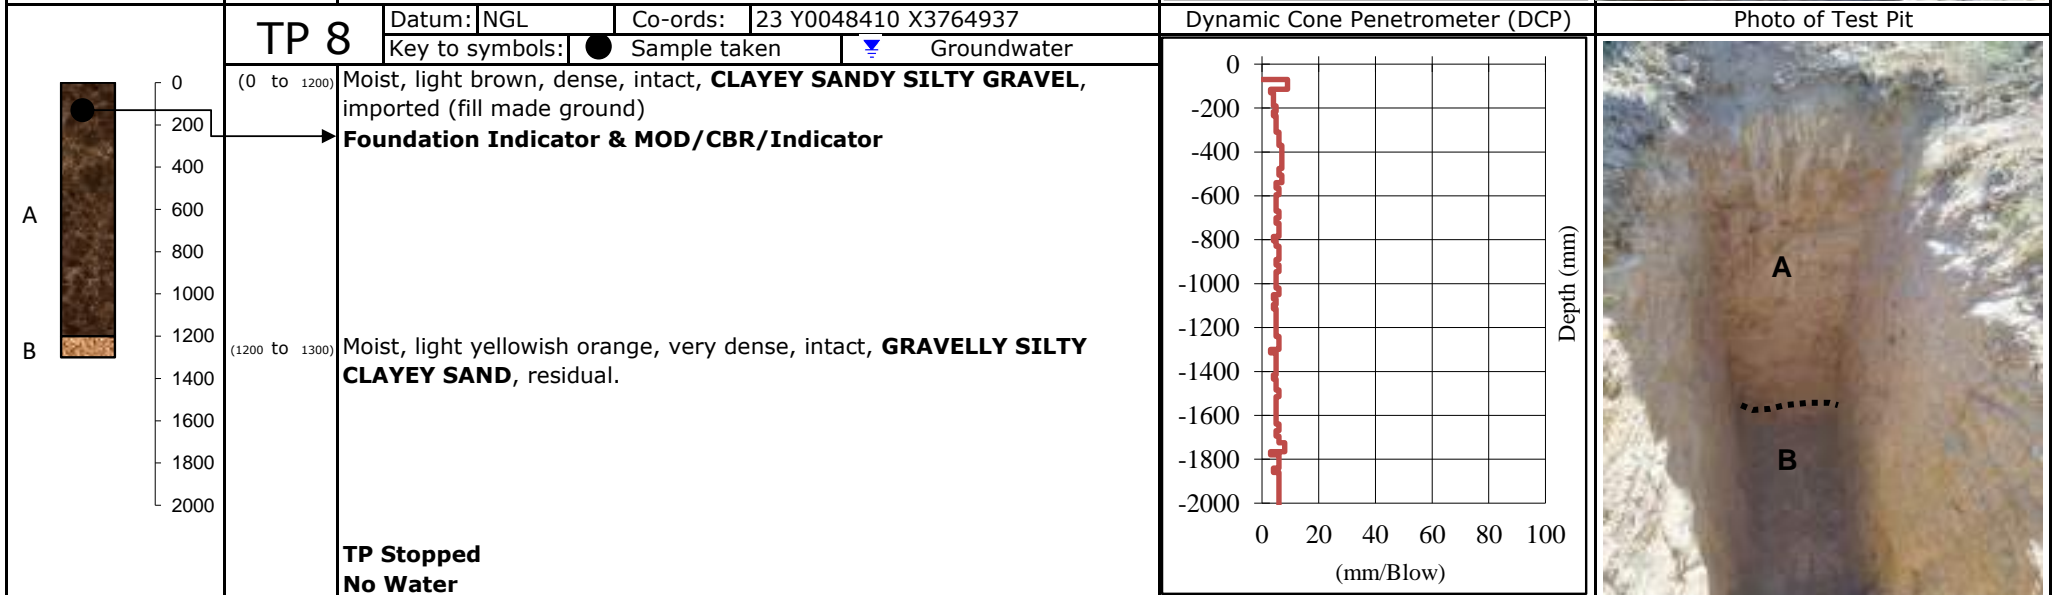 TP 8
Datum: NGL Co-ords: 23 Y0048410 X3764937
Key to symbols: Sample taken Groundwater
Dynamic Cone Penetrometer (DCP)
Photo of Test Pit
0
200
400
600
800
1000
1200
1400
1600
1800
2000
A
B
(0 to 1200) Moist, light brown, dense, intact, CLAYEY SANDY SILTY GRAVEL,
imported (fill made ground)
Foundation Indicator & MOD/CBR/Indicator
(1200 to 1300) Moist, light yellowish orange, very dense, intact, GRAVELLY SILTY
CLAYEY SAND, residual.
TP Stopped
No Water
0
-200
-400
-600
-800
-1000
-1200
-1400
-1600
-1800
-2000
0 20 40 60 80 100
(mm/Blow)
Depth (mm)
A
B